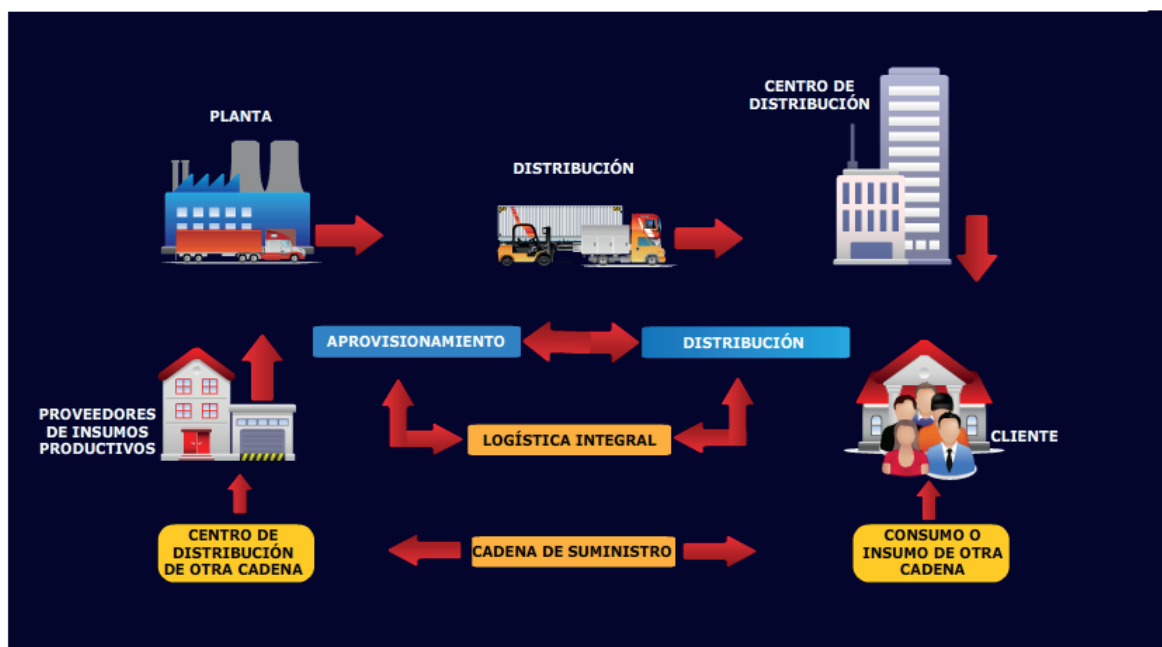 PLANTA
DISTRIBUCIÓN
CENTRO DE
DISTRIBUCIÓN
APROVISIONAMIENTO
DISTRIBUCIÓN
PROVEEDORES
DE INSUMOS
PRODUCTIVOS
LOGÍSTICA INTEGRAL
CLIENTE
CENTRO DE
DISTRIBUCIÓN
DE OTRA CADENA
CADENA DE SUMINISTRO
CONSUMO O
INSUMO DE OTRA
CADENA